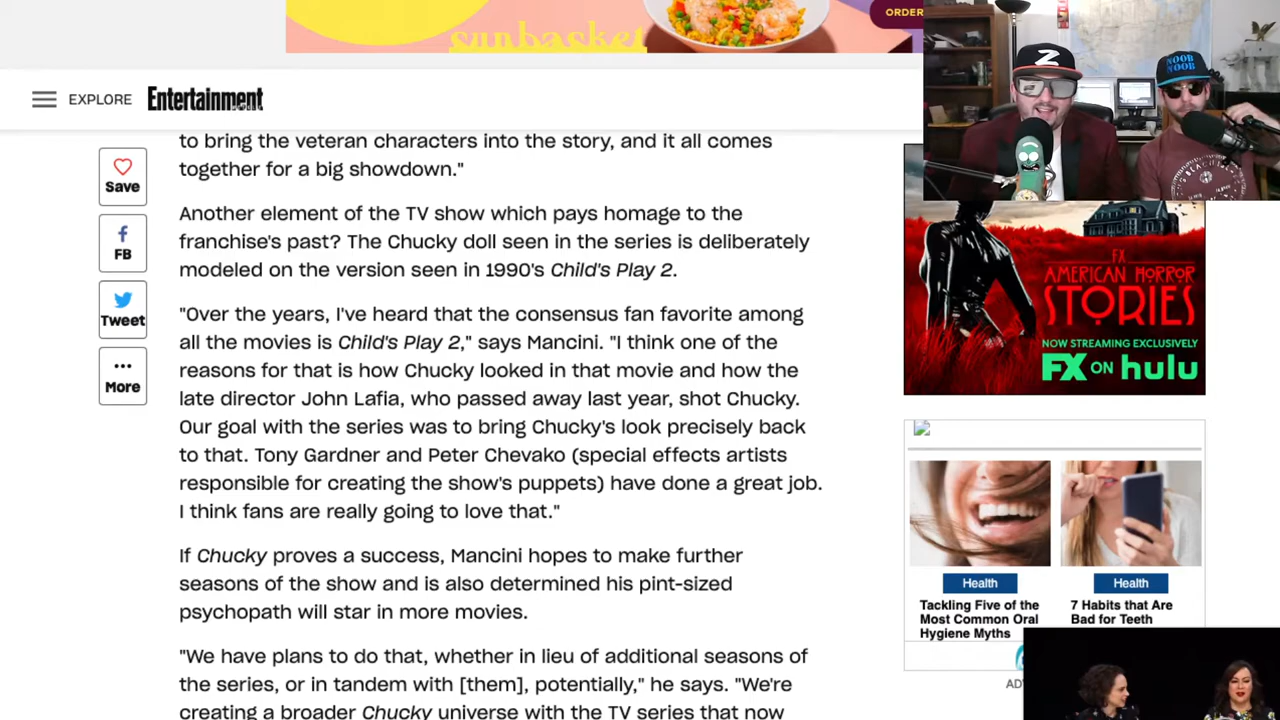 sunbasket
ORDER
EXPLORE
Entertainment
Z
NOOB
NOOB
to bring the veteran characters into the story, and it all comes
together for a big showdown."
Save
FB
Tweet
More
Another element of the TV show which pays homage to the
franchise's past? The Chucky doll seen in the series is deliberately
modeled on the version seen in 1990's Child's Play 2.
"Over the years, I've heard that the consensus fan favorite among
all the movies is Child's Play 2," says Mancini. "I think one of the
reasons for that is how Chucky looked in that movie and how the
late director John Lafia, who passed away last year, shot Chucky.
Our goal with the series was to bring Chucky's look precisely back
to that. Tony Gardner and Peter Chevako (special effects artists
responsible for creating the show's puppets) have done a great job.
I think fans are really going to love that."
If Chucky proves a success, Mancini hopes to make further
seasons of the show and is also determined his pint-sized
psychopath will star in more movies.
"We have plans to do that, whether in lieu of additional seasons of
the series, or in tandem with [them], potentially," he says. "We're
creating a broader Chucky universe with the TV series that now
FX
AMERICAN HORROR
STORIES
NOW STREAMING EXCLUSIVELY
FX ON hulu
Health
Tackling Five of the
Most Common Oral
Hygiene Myths
Health
7 Habits that Are
Bad for Teeth